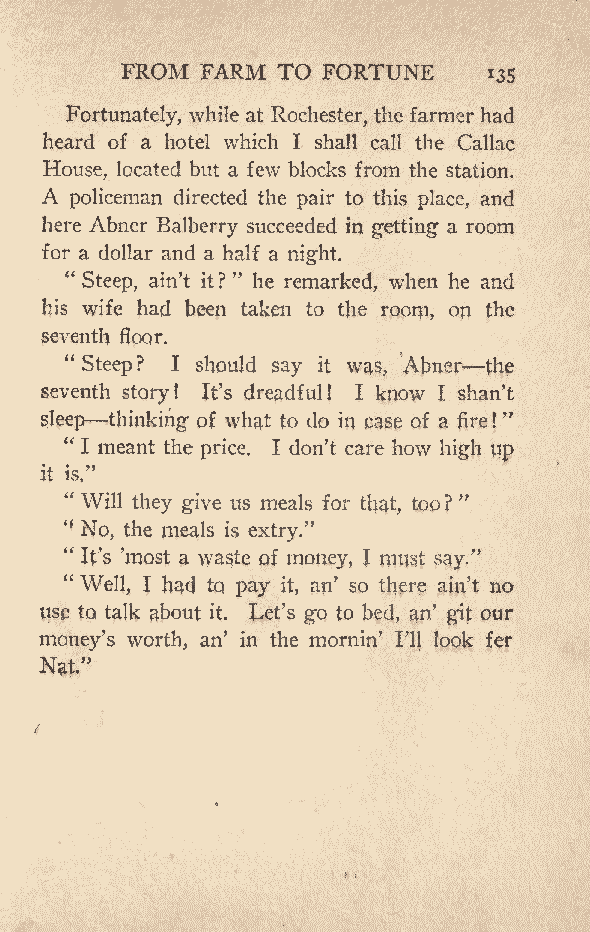 FROM FARM TO FORTUNE 135
Fortunately, while at Rochester, the farmer had
heard of a hotel which I shall call the Callac
House, located but a few blocks from the station.
A policeman directed the pair to this place, and
here Abner Balberry succeeded in getting a room
for a dollar and a half a night.
“ Steep, ain’t it? ” he remarked, when he and
his wife had been taken to the room, on the
seventh floor.
“ Steep? I should say it was, Abner—the
seventh story! It’s dreadful! I know I shan’t
sleep—thinking of what to do in case of a fire! ”
“ I meant the price. I don’t care how high up
it is.”
“ Will they give us meals for that, too? ”
“ No, the meals is extry.”
“ It’s ’most a waste of money, I must say.”
“ Well, I had to pay it, an’ so there ain’t no
use to talk about it. Let’s go to bed, an’ git our
money’s worth, an’ in the mornin’ I’ll look fer
Nat.”